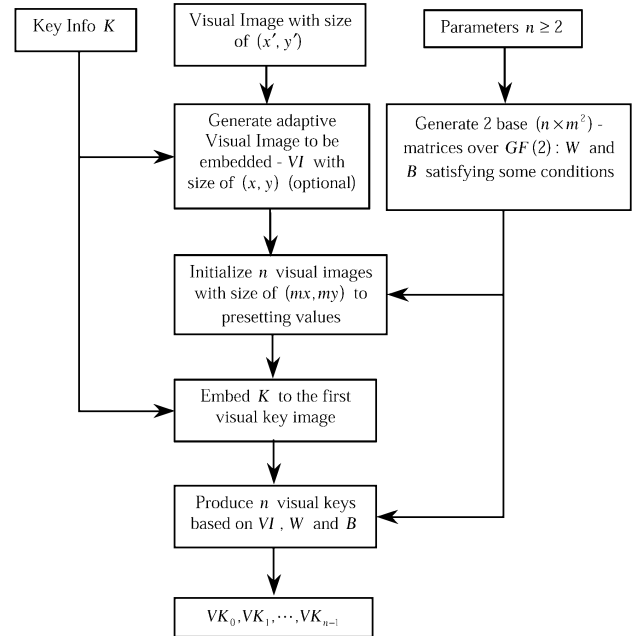 Key Info K
Visual Image with size
of (x′, y′)
Parameters n ≥ 2
Generate adaptive
Visual Image to be
embedded - VI with
size of (x, y) (optional)
Generate 2 base (n×m²) -
matrices over GF(2): W and
B satisfying some conditions
Initialize n visual images
with size of (mx, my) to
presetting values
Embed K to the first
visual key image
Produce n visual keys
based on VI , W and B
VK₀,VK₁,⋯,VKₙ₋₁